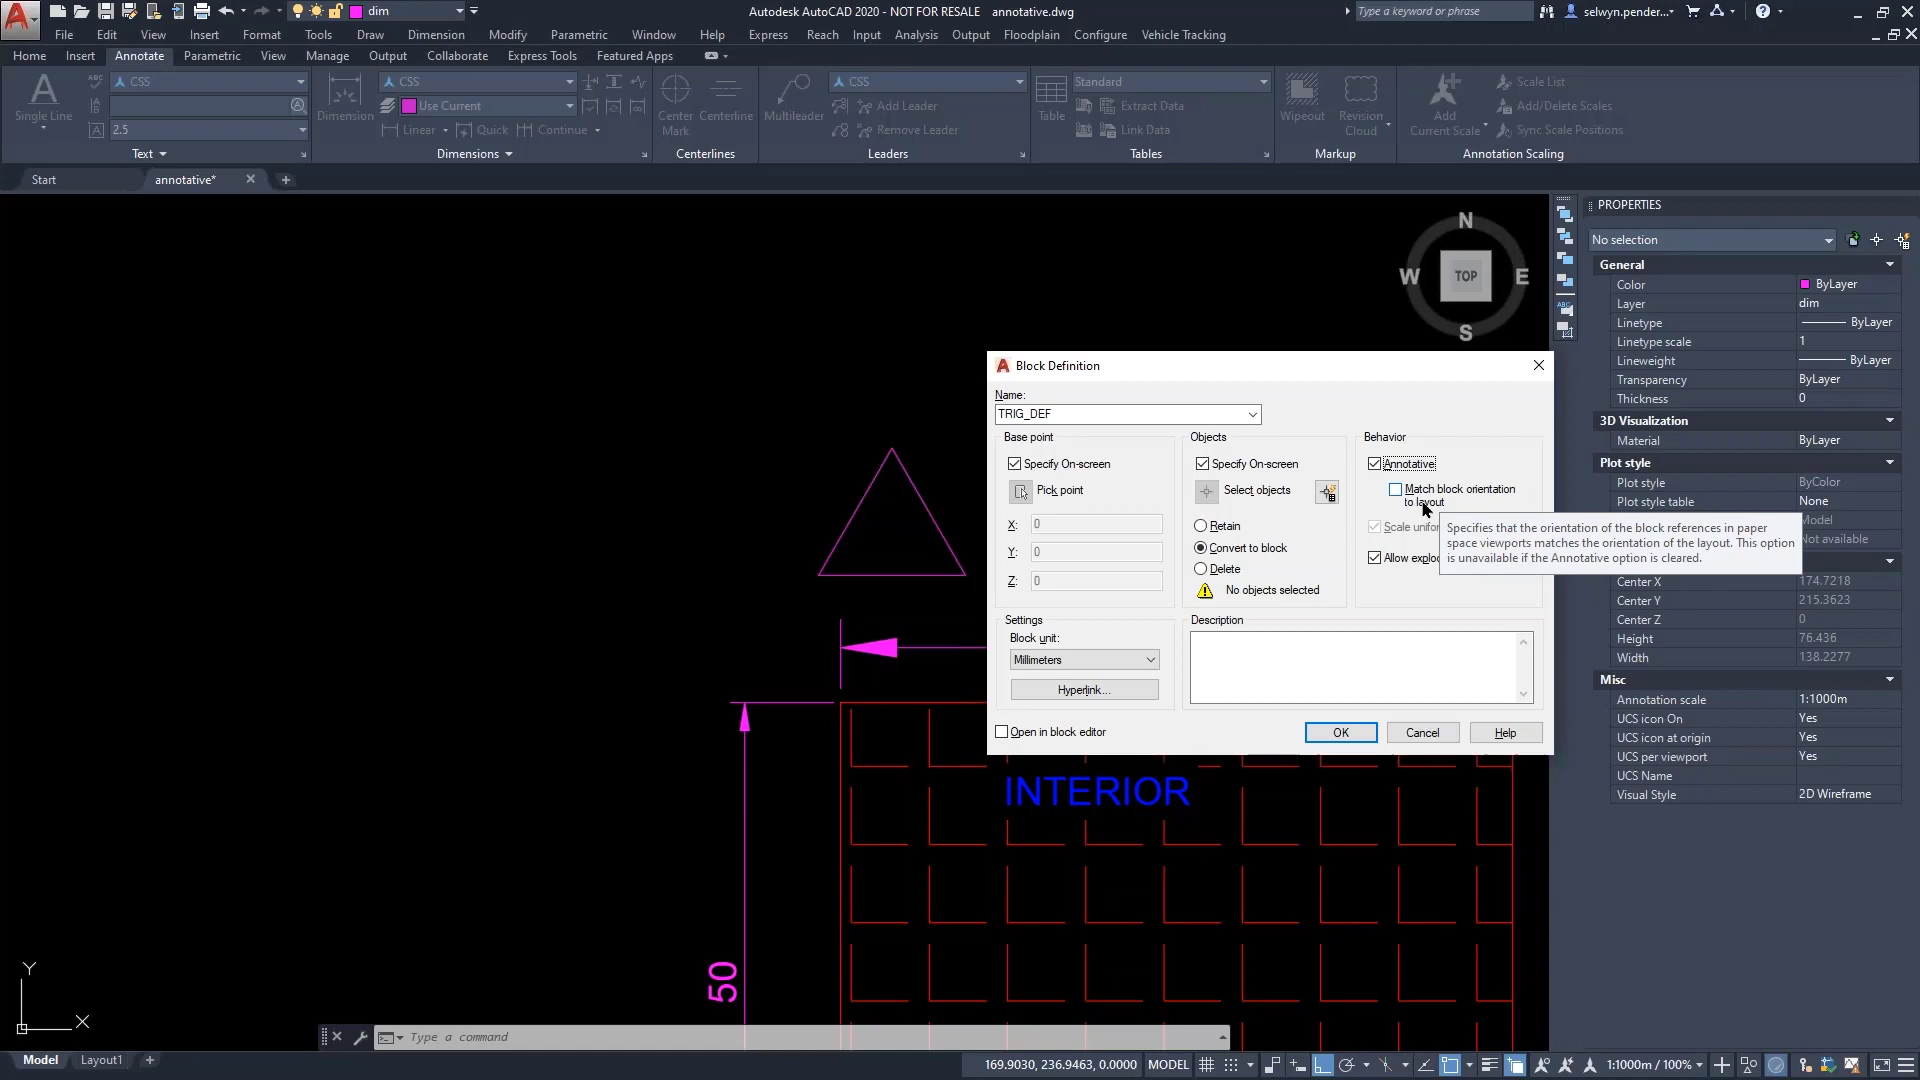 dim
Autodesk AutoCAD 2020 - NOT FOR RESALE annotative.dwg
Type a keyword or phrase
selwyn.pender...
File Edit View Insert Format Tools Draw Dimension Modify Parametric Window Help Express Reach Input Analysis Output Floodplain Configure Vehicle Tracking
Home Insert Annotate Parametric View Manage Output Collaborate Express Tools Featured Apps
CSS CSS CSS Standard Scale List
Use Current Add Leader Extract Data Add/Delete Scales
Single Line Dimension Center Mark Centerline Multileader Table Wipeout Revision Cloud Add Current Scale
2.5 Linear Quick Continue Remove Leader Link Data Sync Scale Positions
Text Dimensions Centerlines Leaders Tables Markup Annotation Scaling
Start annotative*
N
W TOP E
S
PROPERTIES
No selection
General
Color ByLayer
Layer dim
Linetype ByLayer
Linetype scale 1
Lineweight ByLayer
Transparency ByLayer
Thickness 0
3D Visualization
Material ByLayer
Plot style
Plot style ByColor
Plot style table None
Model
Not available
Center X 174.7218
Center Y 215.3623
Center Z 0
Height 76.436
Width 138.2277
Misc
Annotation scale 1:1000m
UCS icon On Yes
UCS icon at origin Yes
UCS per viewport Yes
UCS Name
Visual Style 2D Wireframe
Block Definition
Name:
TRIG_DEF
Base point Objects Behavior
Specify On-screen Specify On-screen Annotative
Pick point Select objects Match block orientation
to layout
X: 0 Retain Scale unifor
Y: 0 Convert to block Allow explo
Z: 0 Delete
No objects selected
Specifies that the orientation of the block references in paper
space viewports matches the orientation of the layout. This option
is unavailable if the Annotative option is cleared.
Settings Description
Block unit:
Millimeters
Hyperlink...
Open in block editor OK Cancel Help
INTERIOR
50
Y
X
Type a command
Model Layout1
169.9030, 236.9463, 0.0000 MODEL 1:1000m / 100%